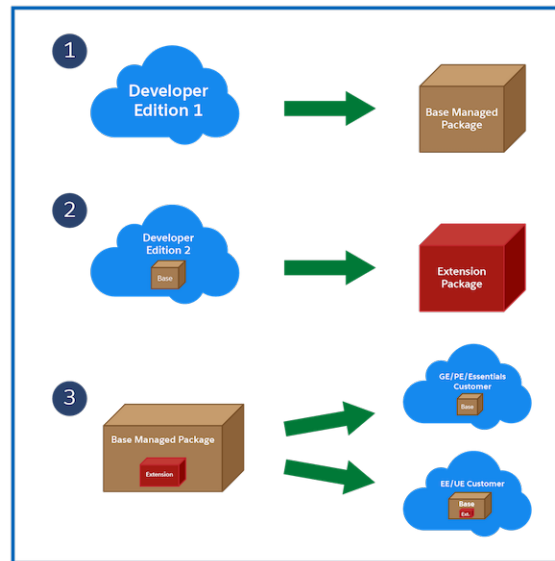 1
Developer
Edition 1
Base Managed
Package
2
Developer
Edition 2
Base
Extension
Package
3
Base Managed Package
Extension
GE/PE/Essentials
Customer
Base
EE/UE Customer
Base
Ext.